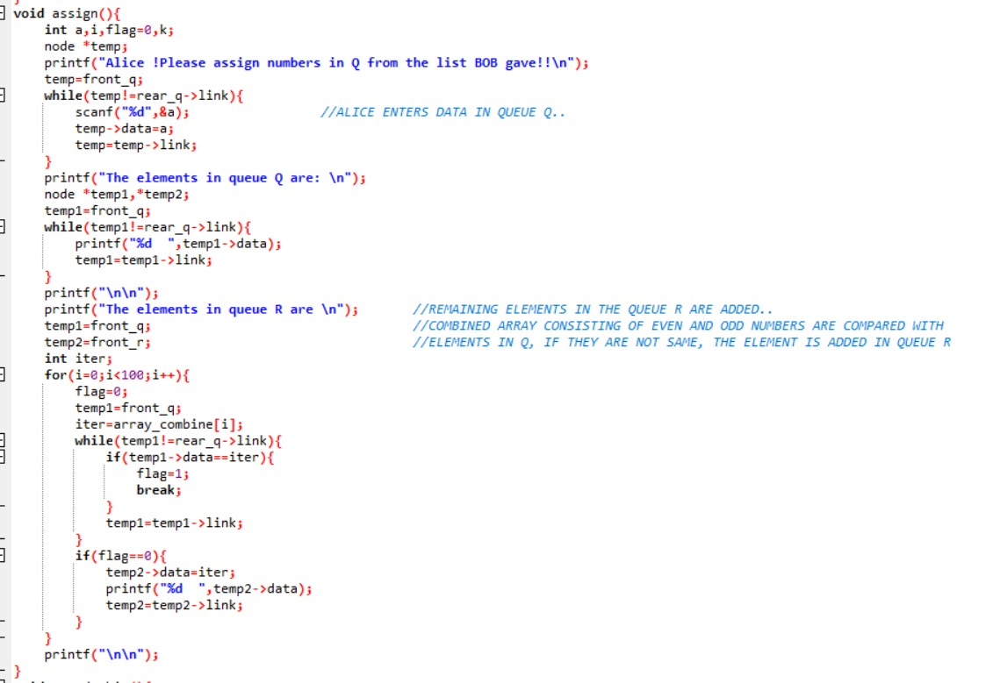 void assign(){
int a,i,flag=0,k;
node *temp;
printf("Alice !Please assign numbers in Q from the list BOB gave!!\n");
temp=front_q;
while(temp!=rear_q->link){
scanf("%d",&a); //ALICE ENTERS DATA IN QUEUE Q..
temp->data=a;
temp=temp->link;
}
printf("The elements in queue Q are: \n");
node *temp1,*temp2;
temp1=front_q;
while(temp1!=rear_q->link){
printf("%d  ",temp1->data);
temp1=temp1->link;
}
printf("\n\n");
printf("The elements in queue R are \n"); //REMAINING ELEMENTS IN THE QUEUE R ARE ADDED..
temp1=front_q; //COMBINED ARRAY CONSISTING OF EVEN AND ODD NUMBERS ARE COMPARED WITH
temp2=front_r; //ELEMENTS IN Q, IF THEY ARE NOT SAME, THE ELEMENT IS ADDED IN QUEUE R
int iter;
for(i=0;i<100;i++){
flag=0;
temp1=front_q;
iter=array_combine[i];
while(temp1!=rear_q->link){
if(temp1->data==iter){
flag=1;
break;
}
temp1=temp1->link;
}
if(flag==0){
temp2->data=iter;
printf("%d  ",temp2->data);
temp2=temp2->link;
}
}
printf("\n\n");
}